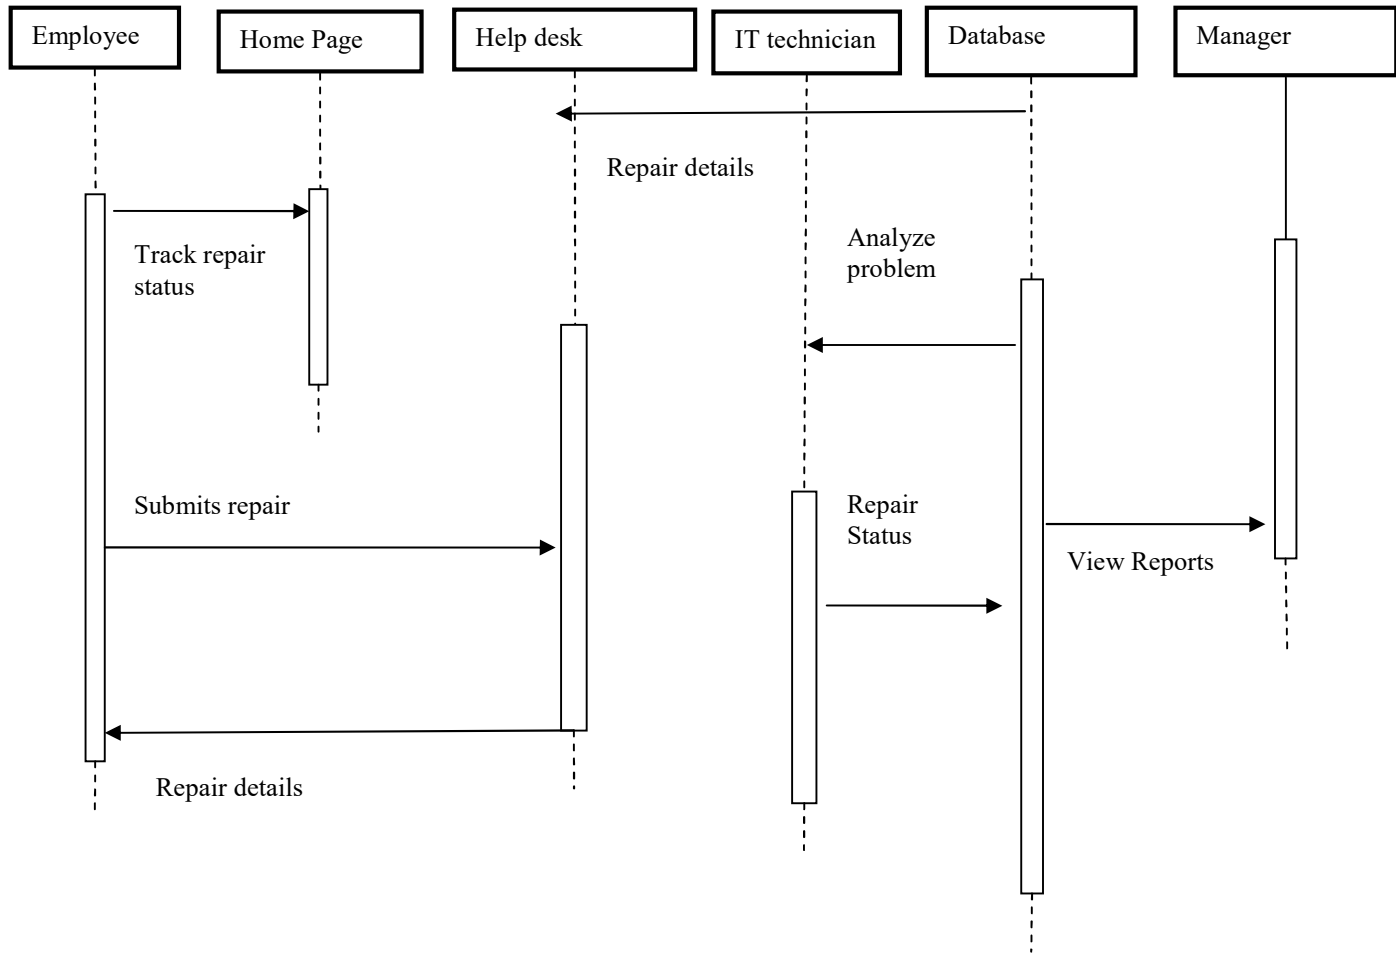 Employee
Home Page
Help desk
IT technician
Database
Manager
Repair details
Track repair
status
Analyze
problem
Submits repair
Repair
Status
View Reports
Repair details